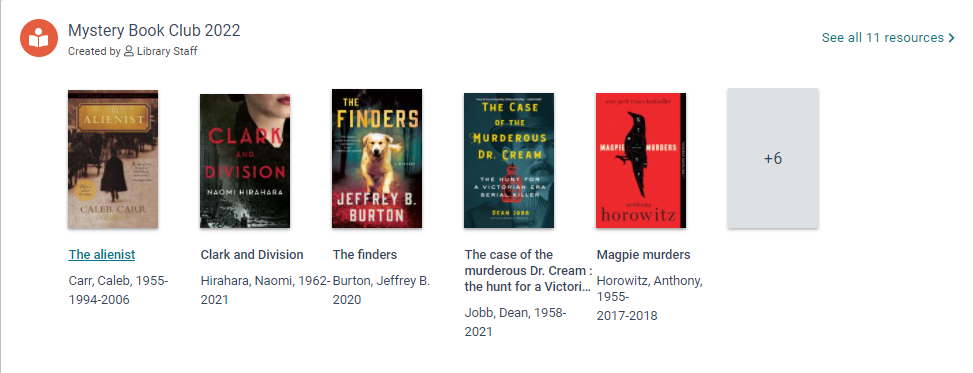 Mystery Book Club 2022
Created by Library Staff
See all 11 resources
THE
ALIENIST
CALEB CARR
CLARK
AND
DIVISION
NAOMI HIRAHARA
THE
FINDERS
A MYSTERY
JEFFREY B.
BURTON
THE CASE
OF THE
MURDEROUS
DR. CREAM
THE HUNT FOR
A VICTORIAN ERA
SERIAL KILLER
DEAN JOBB
new york times bestseller
MAGPIE MURDERS
anthony
horowitz
+6
The alienist
Carr, Caleb, 1955-
1994-2006
Clark and Division
Hirahara, Naomi, 1962-
2021
The finders
Burton, Jeffrey B.
2020
The case of the
murderous Dr. Cream :
the hunt for a Victori...
Jobb, Dean, 1958-
2021
Magpie murders
Horowitz, Anthony,
1955-
2017-2018